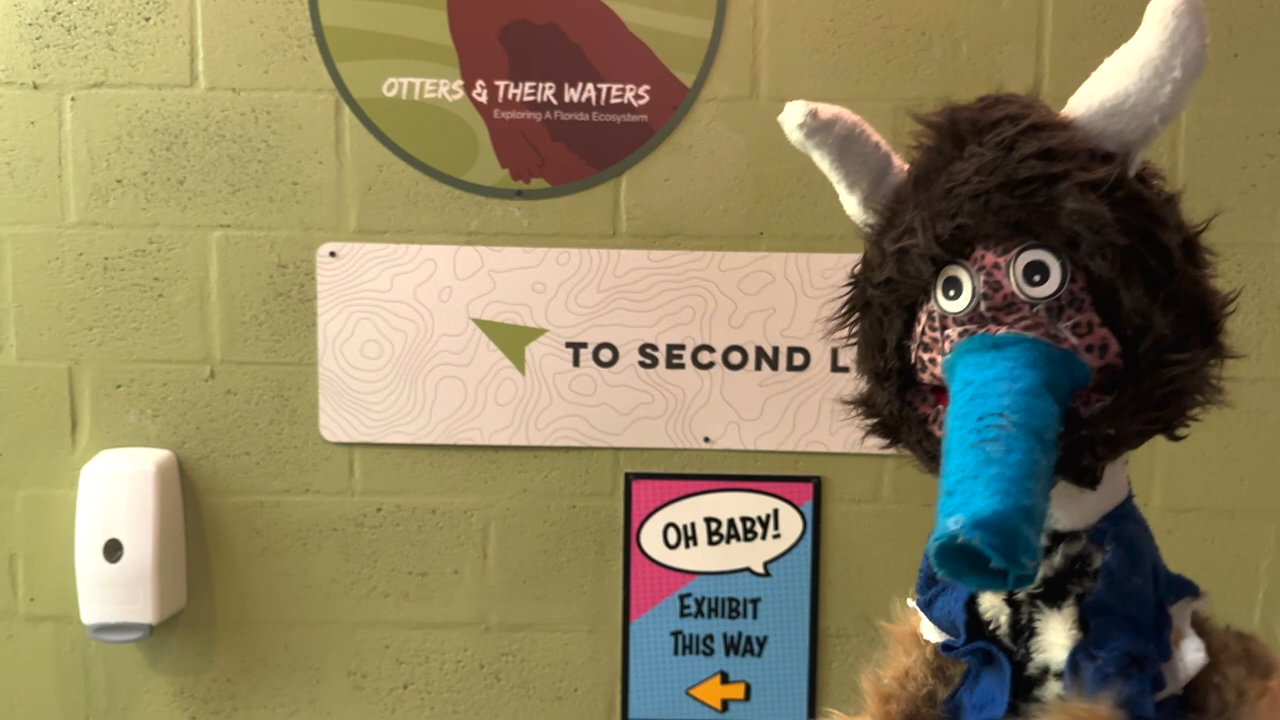 OTTERS & THEIR WATERS
Exploring A Florida Ecosystem
TO SECOND L
OH BABY!
EXHIBIT
THIS WAY